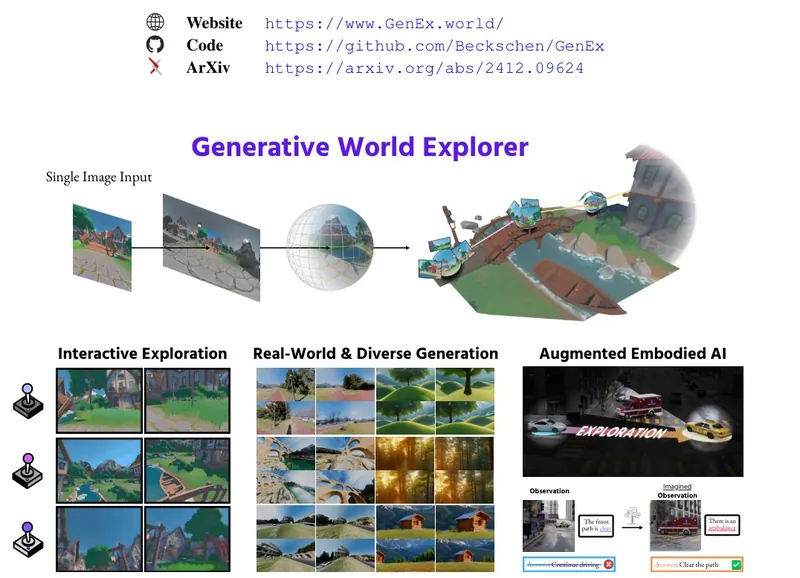 Website https://www.GenEx.world/
Code https://github.com/Beckschen/GenEx
ArXiv https://arxiv.org/abs/2412.09624
Generative World Explorer
Single Image Input
Interactive Exploration
Real-World & Diverse Generation
Augmented Embodied AI
EXPLORATION
Observation
Imagined
Observation
The front
path is clear
There is an
ambulance
Answer: Continue driving
Answer: Clear the path